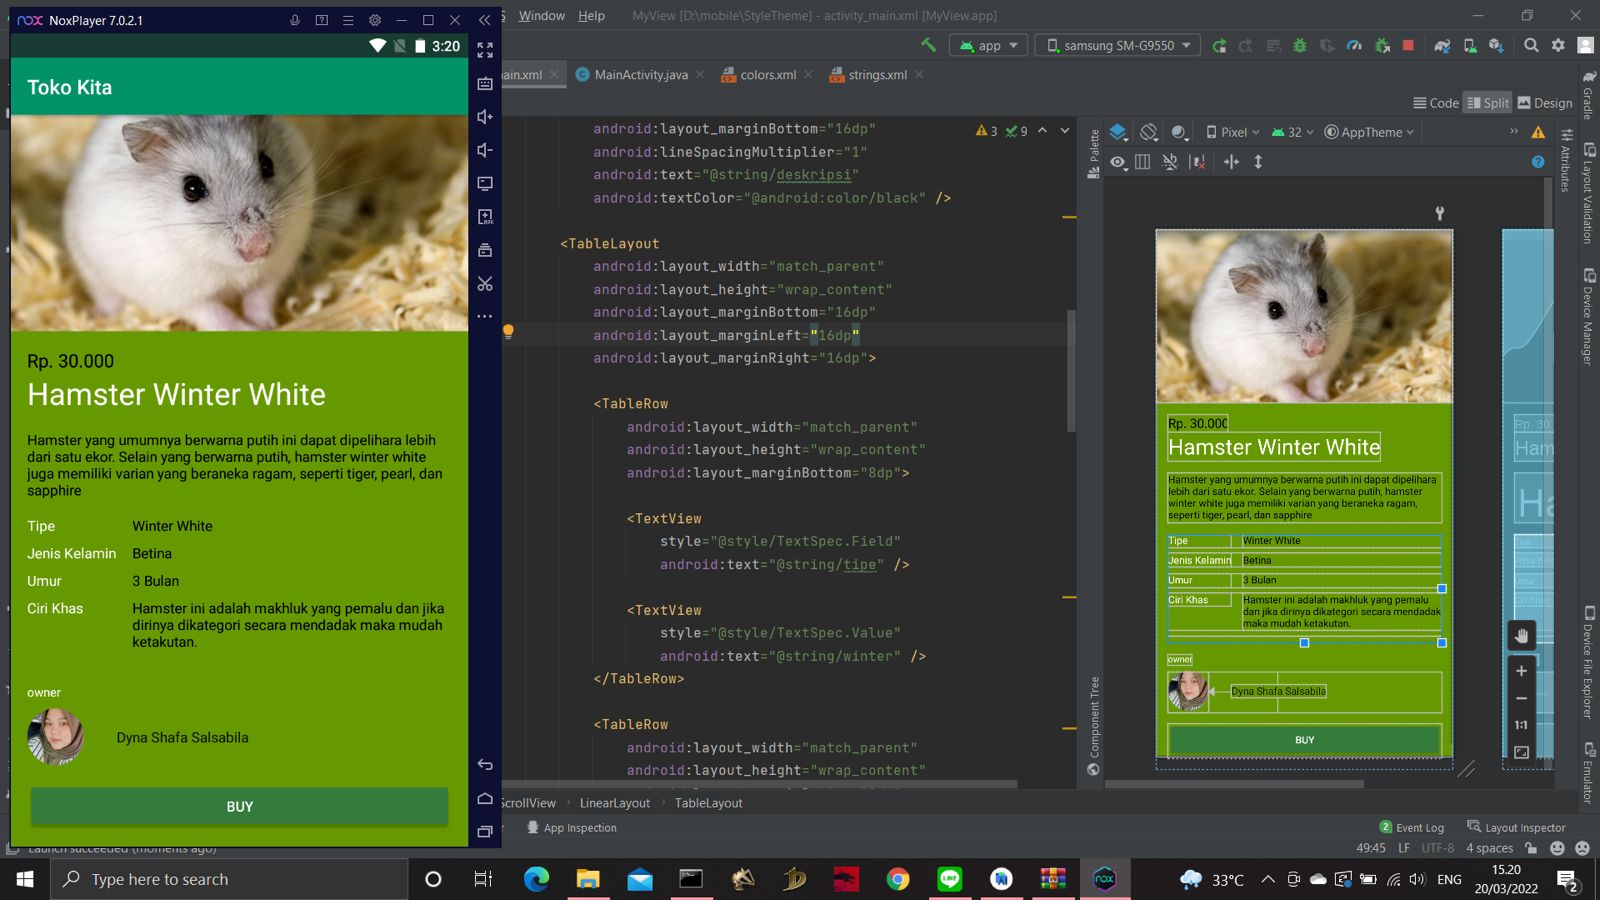 NoxPlayer 7.0.2.1
Window Help MyView [D:\mobile\StyleTheme] - activity_main.xml [MyView.app]
3:20
app samsung SM-G9550
Toko Kita
ain.xml MainActivity.java colors.xml strings.xml
Code Split Design
Gradle
Palette
Pixel 32 AppTheme
Attributes
Layout Validation
Device Manager
Device File Explorer
Emulator
Component Tree
android:layout_marginBottom="16dp"
3 9
android:lineSpacingMultiplier="1"
android:text="@string/deskripsi"
android:textColor="@android:color/black" />
<TableLayout
android:layout_width="match_parent"
android:layout_height="wrap_content"
android:layout_marginBottom="16dp"
android:layout_marginLeft="16dp"
android:layout_marginRight="16dp">
<TableRow
android:layout_width="match_parent"
android:layout_height="wrap_content"
android:layout_marginBottom="8dp">
<TextView
style="@style/TextSpec.Field"
android:text="@string/tipe" />
<TextView
style="@style/TextSpec.Value"
android:text="@string/winter" />
</TableRow>
<TableRow
android:layout_width="match_parent"
android:layout_height="wrap_content"
Rp. 30.000
Hamster Winter White
Hamster yang umumnya berwarna putih ini dapat dipelihara lebih
dari satu ekor. Selain yang berwarna putih, hamster winter white
juga memiliki varian yang beraneka ragam, seperti tiger, pearl, dan
sapphire
Tipe Winter White
Jenis Kelamin Betina
Umur 3 Bulan
Ciri Khas Hamster ini adalah makhluk yang pemalu dan jika
dirinya dikategori secara mendadak maka mudah
ketakutan.
owner
Dyna Shafa Salsabila
BUY
Rp. 30.000
Hamster Winter White
Hamster yang umumnya berwarna putih ini dapat dipelihara
lebih dari satu ekor. Selain yang berwarna putih, hamster
winter white juga memiliki varian yang beraneka ragam,
seperti tiger, pearl, dan sapphire
Tipe Winter White
Jenis Kelamin Betina
Umur 3 Bulan
Ciri Khas Hamster ini adalah makhluk yang pemalu dan
dan jika dirinya dikategori secara mendadak
maka mudah ketakutan.
owner
Dyna Shafa Salsabila
BUY
Rp. 30
Ham
Ha
1:1
ScrollView LinearLayout TableLayout
App Inspection 2 Event Log Layout Inspector
Launch succeeded (moments ago) 49:45 LF UTF-8 4 spaces
Type here to search
33°C ENG 15.20
20/03/2022
2